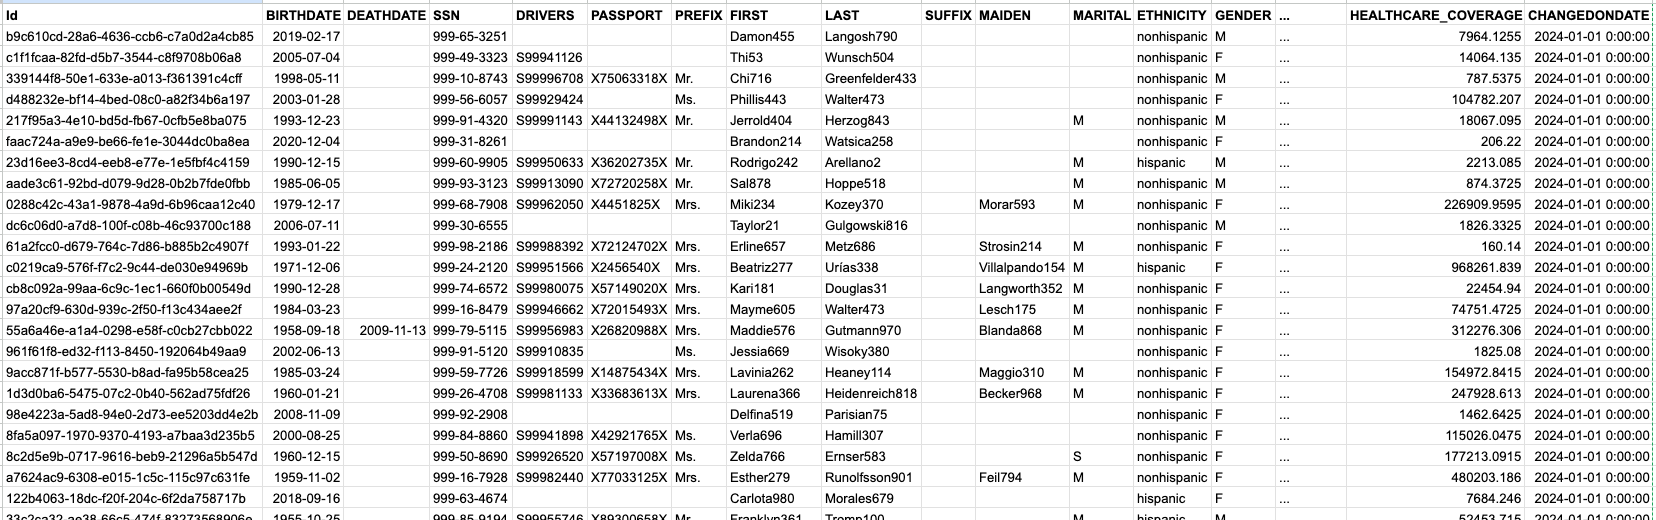 Id BIRTHDATE DEATHDATE SSN DRIVERS PASSPORT PREFIX FIRST LAST SUFFIX MAIDEN MARITAL ETHNICITY GENDER ... HEALTHCARE_COVERAGE CHANGEDONDATE
b9c610cd-28a6-4636-ccb6-c7a0d2a4cb85 2019-02-17 999-65-3251 Damon455 Langosh790 nonhispanic M ... 7964.1255 2024-01-01 0:00:00
c1f1fcaa-82fd-d5b7-3544-c8f9708b06a8 2005-07-04 999-49-3323 S99941126 Thi53 Wunsch504 nonhispanic F ... 14064.135 2024-01-01 0:00:00
339144f8-50e1-633e-a013-f361391c4cff 1998-05-11 999-10-8743 S99996708 X75063318X Mr. Chi716 Greenfelder433 nonhispanic M ... 787.5375 2024-01-01 0:00:00
d488232e-bf14-4bed-08c0-a82f34b6a197 2003-01-28 999-56-6057 S99929424 Ms. Phillis443 Walter473 nonhispanic F ... 104782.207 2024-01-01 0:00:00
217f95a3-4e10-bd5d-fb67-0cfb5e8ba075 1993-12-23 999-91-4320 S99991143 X44132498X Mr. Jerrold404 Herzog843 M nonhispanic M ... 18067.095 2024-01-01 0:00:00
faac724a-a9e9-be66-fe1e-3044dc0ba8ea 2020-12-04 999-31-8261 Brandon214 Watsica258 nonhispanic M ... 206.22 2024-01-01 0:00:00
23d16ee3-8cd4-eeb8-e77e-1e5fbf4c4159 1990-12-15 999-60-9905 S99950633 X36202735X Mr. Rodrigo242 Arellano2 M hispanic M ... 2213.085 2024-01-01 0:00:00
aade3c61-92bd-d079-9d28-0b2b7fde0fbb 1985-06-05 999-93-3123 S99913090 X72720258X Mr. Sal878 Hoppe518 M nonhispanic M ... 874.3725 2024-01-01 0:00:00
0288c42c-43a1-9878-4a9d-6b96caa12c40 1979-12-17 999-68-7908 S99962050 X4451825X Mrs. Miki234 Kozey370 Morar593 M nonhispanic F ... 226909.9595 2024-01-01 0:00:00
dc6c06d0-a7d8-100f-c08b-46c93700c188 2006-07-11 999-30-6555 Taylor21 Gulgowski816 nonhispanic M ... 1826.3325 2024-01-01 0:00:00
61a2fcc0-d679-764c-7d86-b885b2c4907f 1993-01-22 999-98-2186 S99988392 X72124702X Mrs. Erline657 Metz686 Strosin214 M nonhispanic F ... 160.14 2024-01-01 0:00:00
c0219ca9-576f-f7c2-9c44-de030e94969b 1971-12-06 999-24-2120 S99951566 X2456540X Mrs. Beatriz277 Urías338 Villalpando154 M hispanic F ... 968261.839 2024-01-01 0:00:00
cb8c092a-99aa-6c9c-1ec1-660f0b00549d 1990-12-28 999-74-6572 S99980075 X57149020X Mrs. Kari181 Douglas31 Langworth352 M nonhispanic F ... 22454.94 2024-01-01 0:00:00
97a20cf9-630d-939c-2f50-f13c434aee2f 1984-03-23 999-16-8479 S99946662 X72015493X Mrs. Mayme605 Walter473 Lesch175 M nonhispanic F ... 74751.4725 2024-01-01 0:00:00
55a6a46e-a1a4-0298-e58f-c0cb27cbb022 1958-09-18 2009-11-13 999-79-5115 S99956983 X26820988X Mrs. Maddie576 Gutmann970 Blanda868 M nonhispanic F ... 312276.306 2024-01-01 0:00:00
961f61f8-ed32-f113-8450-192064b49aa9 2002-06-13 999-91-5120 S99910835 Ms. Jessia669 Wisoky380 nonhispanic F ... 1825.08 2024-01-01 0:00:00
9acc871f-b577-5530-b8ad-fa95b58cea25 1985-03-24 999-59-7726 S99918599 X14875434X Mrs. Lavinia262 Heaney114 Maggio310 M nonhispanic F ... 154972.8415 2024-01-01 0:00:00
1d3d0ba6-5475-07c2-0b40-562ad75fdf26 1960-01-21 999-26-4708 S99981133 X33683613X Mrs. Laurena366 Heidenreich818 Becker968 M nonhispanic F ... 247928.613 2024-01-01 0:00:00
98e4223a-5ad8-94e0-2d73-ee5203dd4e2b 2008-11-09 999-92-2908 Delfina519 Parisian75 nonhispanic F ... 1462.6425 2024-01-01 0:00:00
8fa5a097-1970-9370-4193-a7baa3d235b5 2000-08-25 999-84-8860 S99941898 X42921765X Ms. Verla696 Hamill307 nonhispanic F ... 115026.0475 2024-01-01 0:00:00
8c2d5e9b-0717-9616-beb9-21296a5b547d 1960-12-15 999-50-8690 S99926520 X57197008X Ms. Zelda766 Ernser583 S nonhispanic F ... 177213.0915 2024-01-01 0:00:00
a7624ac9-6308-e015-1c5c-115c97c631fe 1959-11-02 999-16-7928 S99982440 X77033125X Mrs. Esther279 Runolfsson901 Feil794 M nonhispanic F ... 480203.186 2024-01-01 0:00:00
122b4063-18dc-f20f-204c-6f2da758717b 2018-09-16 999-63-4674 Carlota980 Morales679 hispanic F ... 7684.246 2024-01-01 0:00:00
33c2ca32-ae38-66c5-474f-83273568906e 1955-10-25 999-85-9194 S99955746 X89300658X Mr. Franklyn361 Tromp100 M hispanic M ... 52453.715 2024-01-01 0:00:00